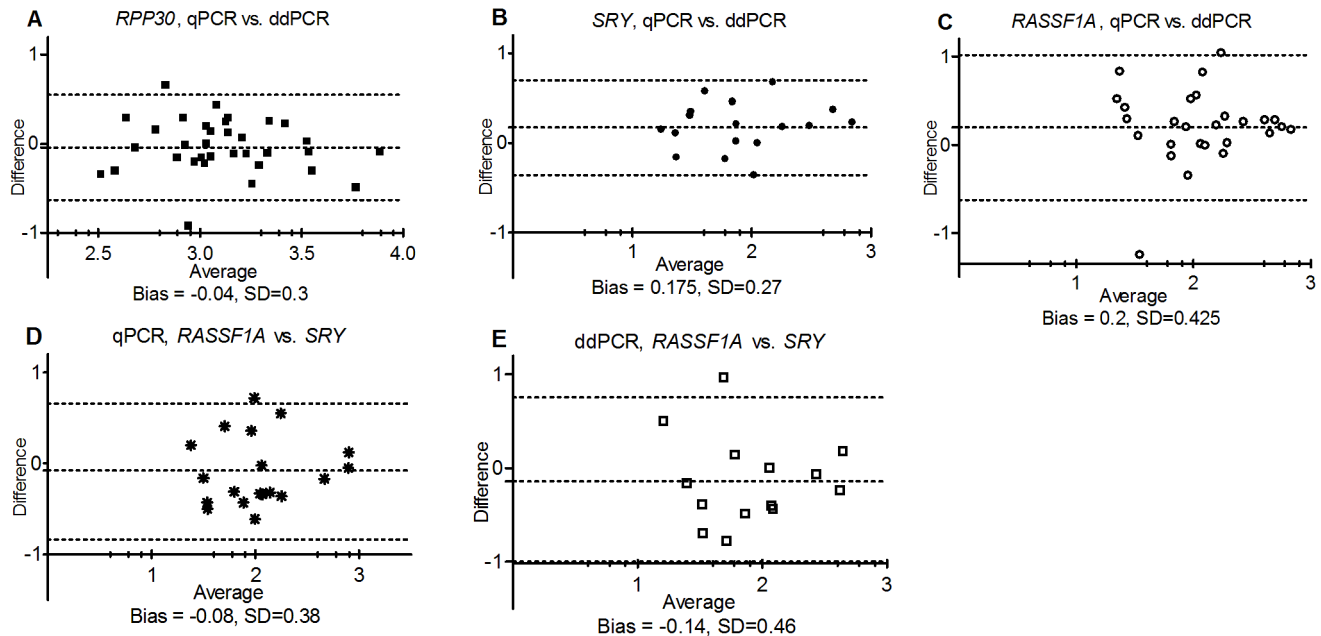 A
RPP30, qPCR vs. ddPCR
1
0
-1
Difference
2.5 3.0 3.5 4.0
Average
Bias = -0.04, SD=0.3
B
SRY, qPCR vs. ddPCR
1
0
-1
Difference
1 2 3
Average
Bias = 0.175, SD=0.27
C
RASSF1A, qPCR vs. ddPCR
1
0
-1
Difference
1 2 3
Average
Bias = 0.2, SD=0.425
D
qPCR, RASSF1A vs. SRY
1
0
-1
Difference
1 2 3
Average
Bias = -0.08, SD=0.38
E
ddPCR, RASSF1A vs. SRY
1
0
-1
Difference
1 2 3
Average
Bias = -0.14, SD=0.46